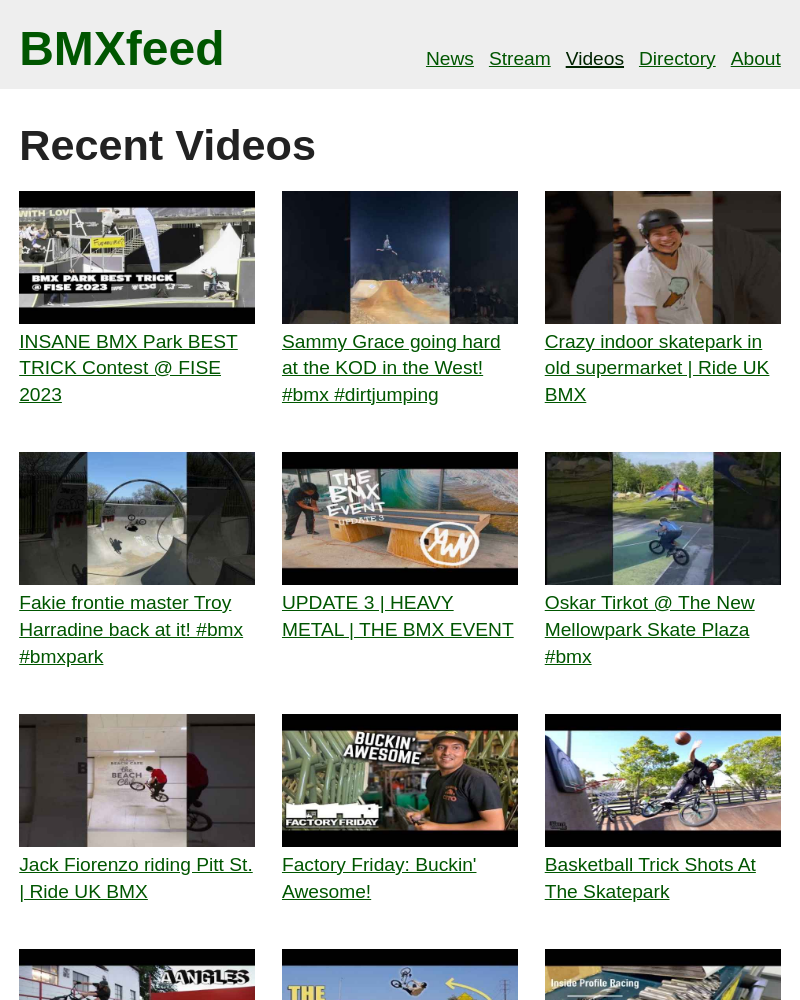 BMXfeed
News Stream Videos Directory About
Recent Videos
WITH LOVE
BMX PARK BEST TRICK
@ FISE 2023
INSANE BMX Park BEST
TRICK Contest @ FISE
2023
Sammy Grace going hard
at the KOD in the West!
#bmx #dirtjumping
Crazy indoor skatepark in
old supermarket | Ride UK
BMX
THE
BMX
EVENT
UPDATE 3
Fakie frontie master Troy
Harradine back at it! #bmx
#bmxpark
UPDATE 3 | HEAVY
METAL | THE BMX EVENT
Oskar Tirkot @ The New
Mellowpark Skate Plaza
#bmx
the
BEACH
BUCKIN'
AWESOME
FACTORY FRIDAY
Jack Fiorenzo riding Pitt St.
| Ride UK BMX
Factory Friday: Buckin'
Awesome!
Basketball Trick Shots At
The Skatepark
AANGLES
THE
Inside Profile Racing